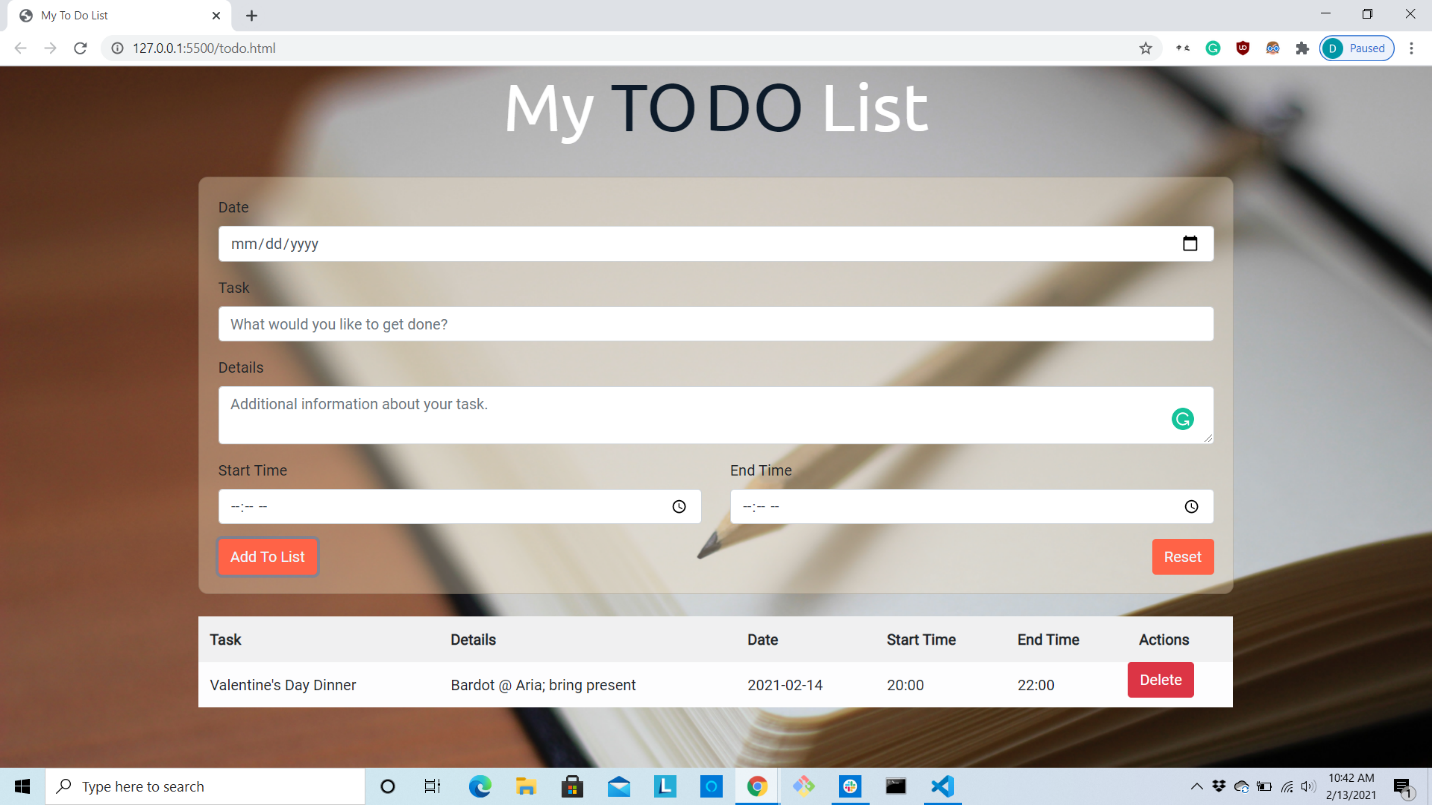 My To Do List
127.0.0.1:5500/todo.html
D Paused
My TO DO List
Date
mm/dd/yyyy
Task
What would you like to get done?
Details
Additional information about your task.
Start Time End Time
--:-- -- --:-- --
Add To List Reset
Task Details Date Start Time End Time Actions
Valentine's Day Dinner Bardot @ Aria; bring present 2021-02-14 20:00 22:00 Delete
Type here to search
L
10:42 AM
2/13/2021
1